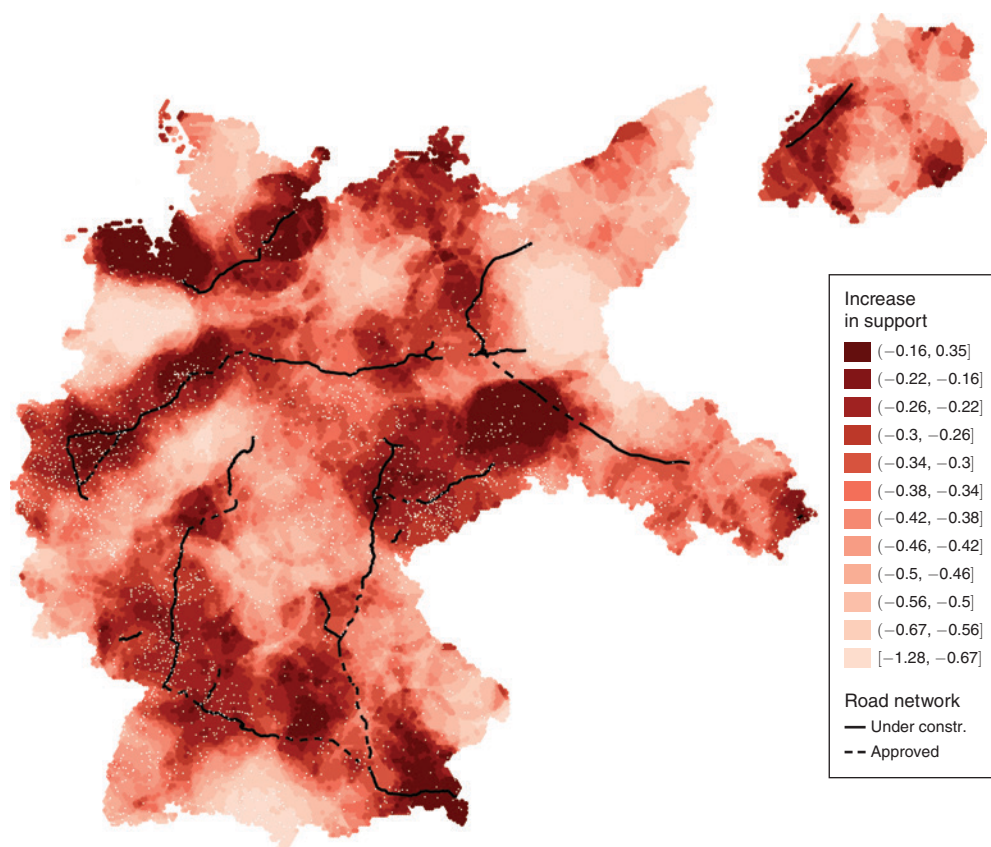 Increase
in support
(−0.16, 0.35]
(−0.22, −0.16]
(−0.26, −0.22]
(−0.3, −0.26]
(−0.34, −0.3]
(−0.38, −0.34]
(−0.42, −0.38]
(−0.46, −0.42]
(−0.5, −0.46]
(−0.56, −0.5]
(−0.67, −0.56]
[−1.28, −0.67]
Road network
Under constr.
Approved